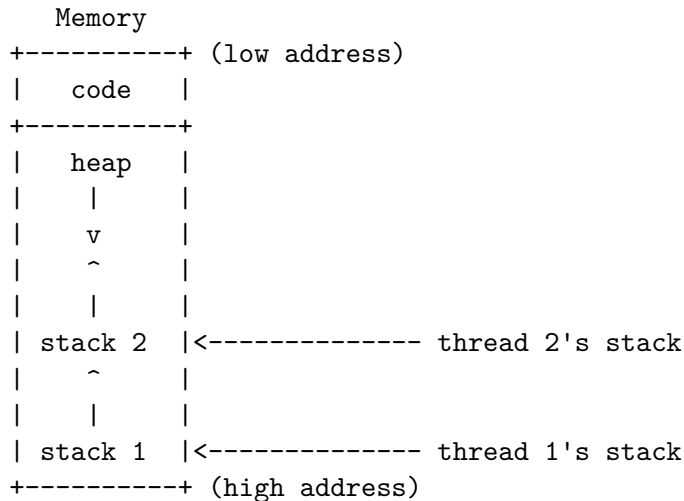 Memory
+----------+ (low address)
|   code   |
+----------+
|   heap   |
|    |     |
|    v     |
|    ^     |
|    |     |
| stack 2  |<-------------- thread 2's stack
|    ^     |
|    |     |
| stack 1  |<-------------- thread 1's stack
+----------+ (high address)